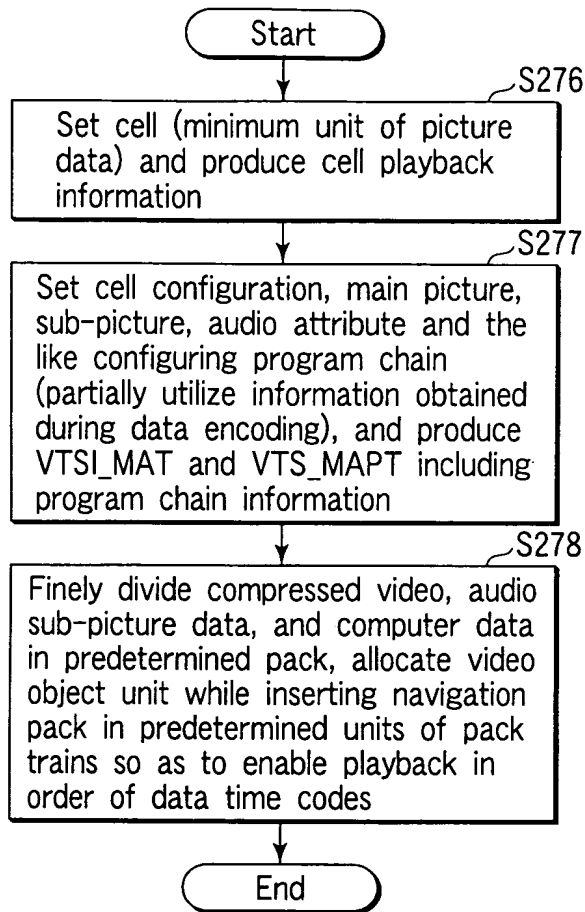 Start
S276
Set cell (minimum unit of picture
data) and produce cell playback
information
S277
Set cell configuration, main picture,
sub-picture, audio attribute and the
like configuring program chain
(partially utilize information obtained
during data encoding), and produce
VTSI_MAT and VTS_MAPT including
program chain information
S278
Finely divide compressed video, audio
sub-picture data, and computer data
in predetermined pack, allocate video
object unit while inserting navigation
pack in predetermined units of pack
trains so as to enable playback in
order of data time codes
End